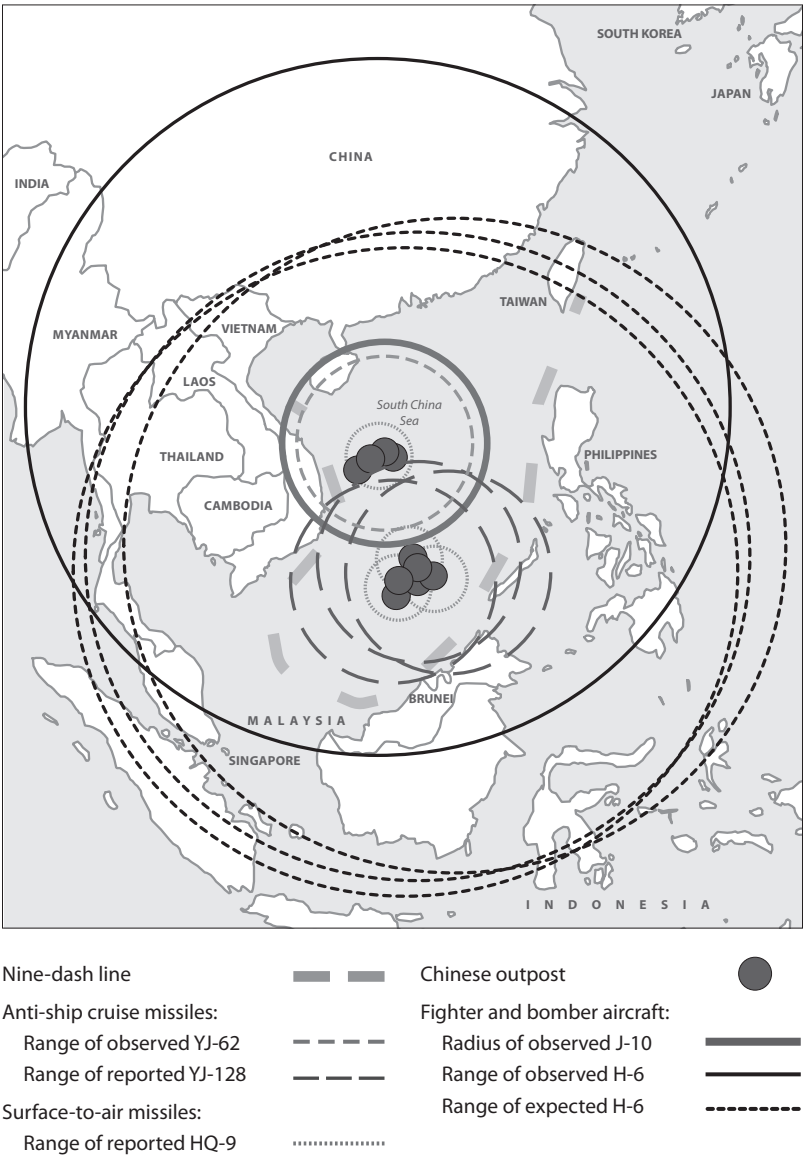 SOUTH KOREA
JAPAN
CHINA
INDIA
TAIWAN
MYANMAR
VIETNAM
LAOS
South China
Sea
THAILAND
PHILIPPINES
CAMBODIA
BRUNEI
MALAYSIA
SINGAPORE
INDONESIA
Nine-dash line
Anti-ship cruise missiles:
Range of observed YJ-62
Range of reported YJ-128
Surface-to-air missiles:
Range of reported HQ-9
Chinese outpost
Fighter and bomber aircraft:
Radius of observed J-10
Range of observed H-6
Range of expected H-6